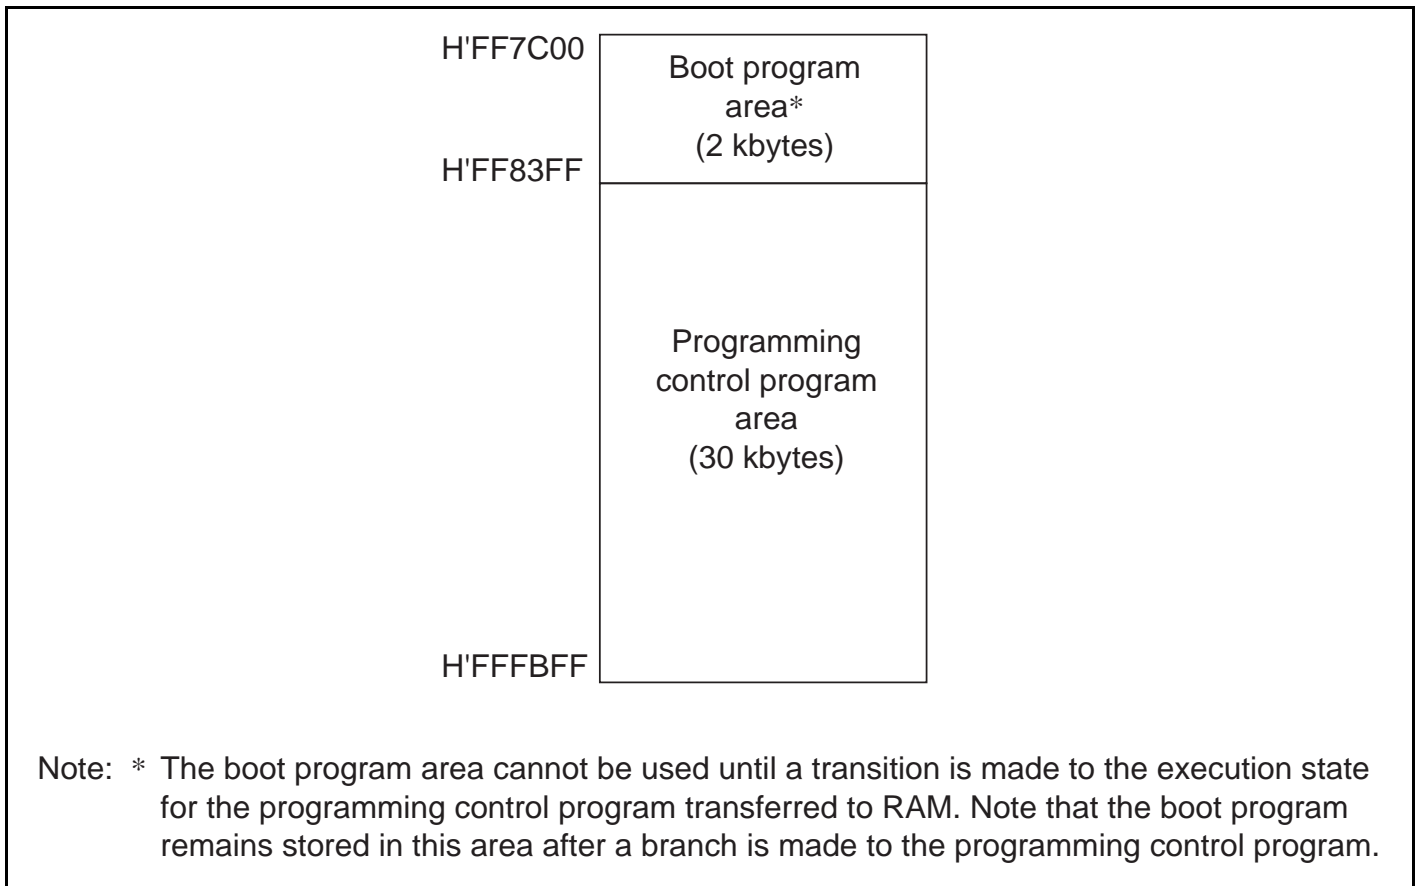 H'FF7C00
Boot program
area*
(2 kbytes)
H'FF83FF
Programming
control program
area
(30 kbytes)
H'FFFBFF
Note: * The boot program area cannot be used until a transition is made to the execution state
for the programming control program transferred to RAM. Note that the boot program
remains stored in this area after a branch is made to the programming control program.